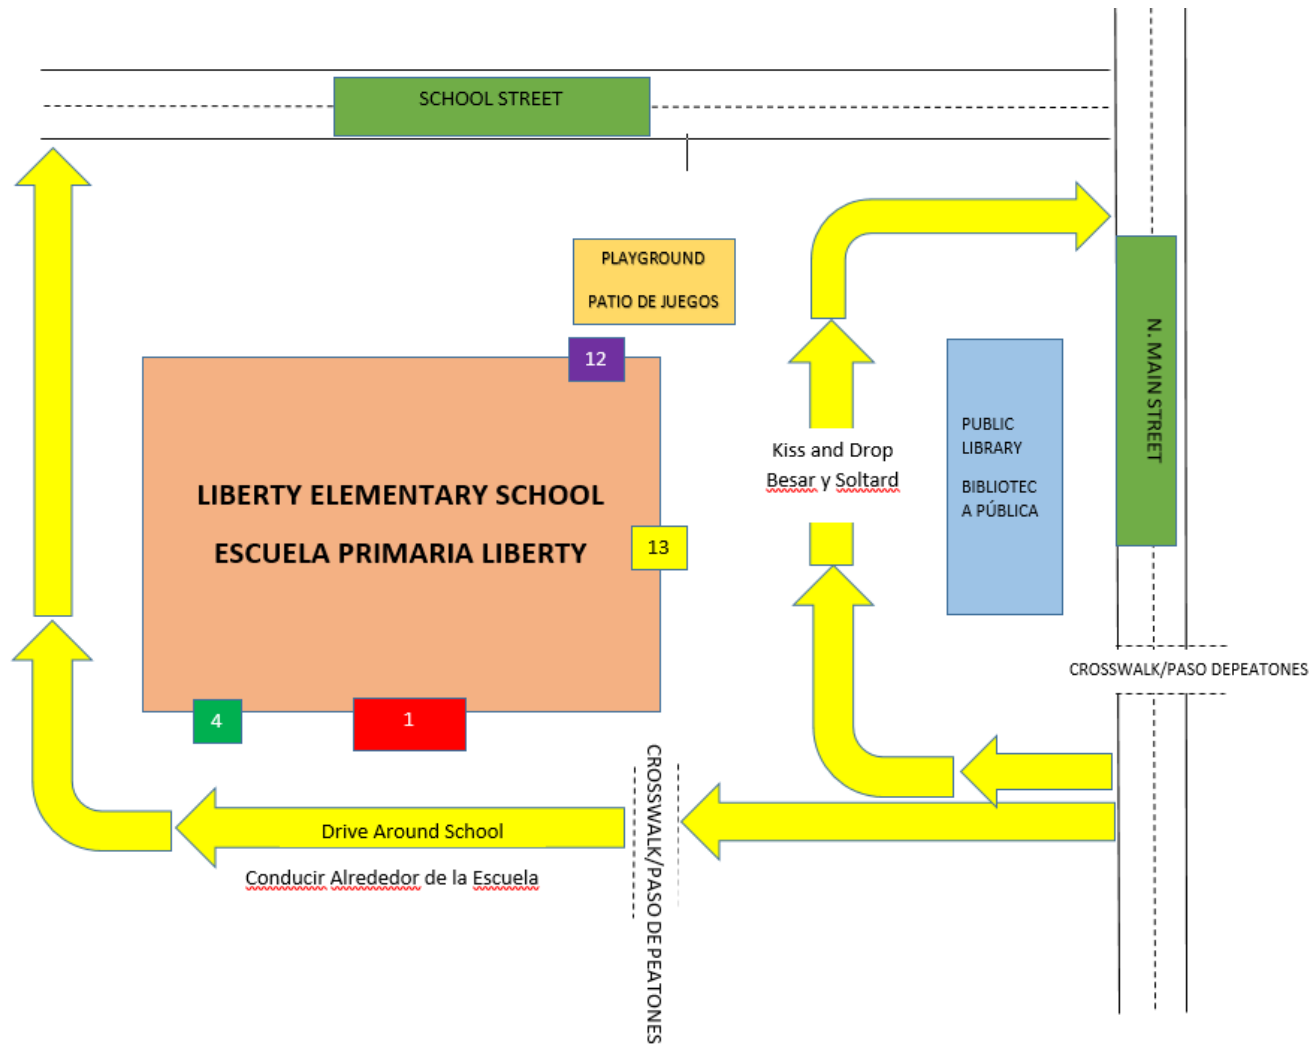 SCHOOL STREET
PLAYGROUND
PATIO DE JUEGOS
12
N. MAIN STREET
PUBLIC
LIBRARY
BIBLIOTEC
A PÚBLICA
Kiss and Drop
Besar y Soltard
LIBERTY ELEMENTARY SCHOOL
ESCUELA PRIMARIA LIBERTY
13
CROSSWALK/PASO DEPEATONES
4
1
CROSSWALK/PASO DE PEATONES
Drive Around School
Conducir Alrededor de la Escuela